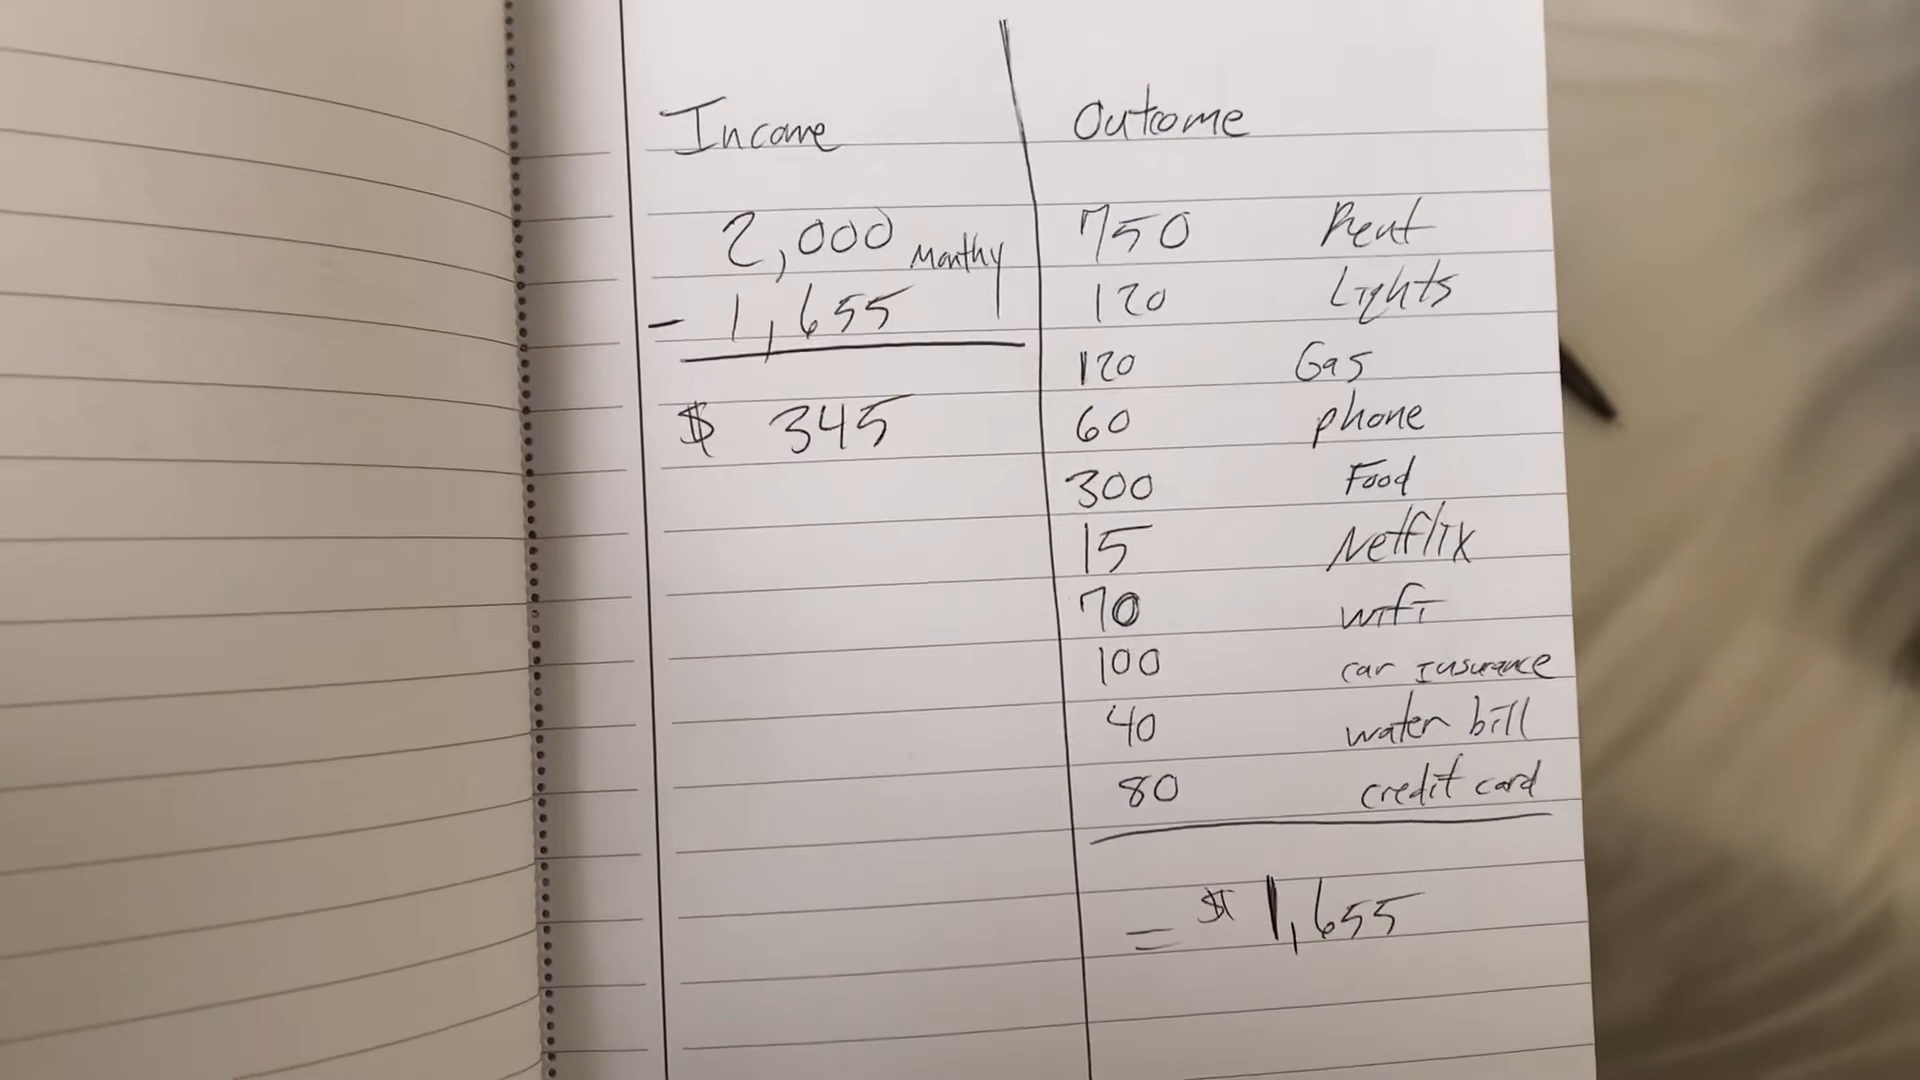 Income
2,000 Monthy
- 1,655
$ 345
Outcome
750 Rent
120 Lights
120 Gas
60 phone
300 Food
15 Netflix
70 wifi
100 car insurance
40 water bill
80 credit card
= $ 1,655